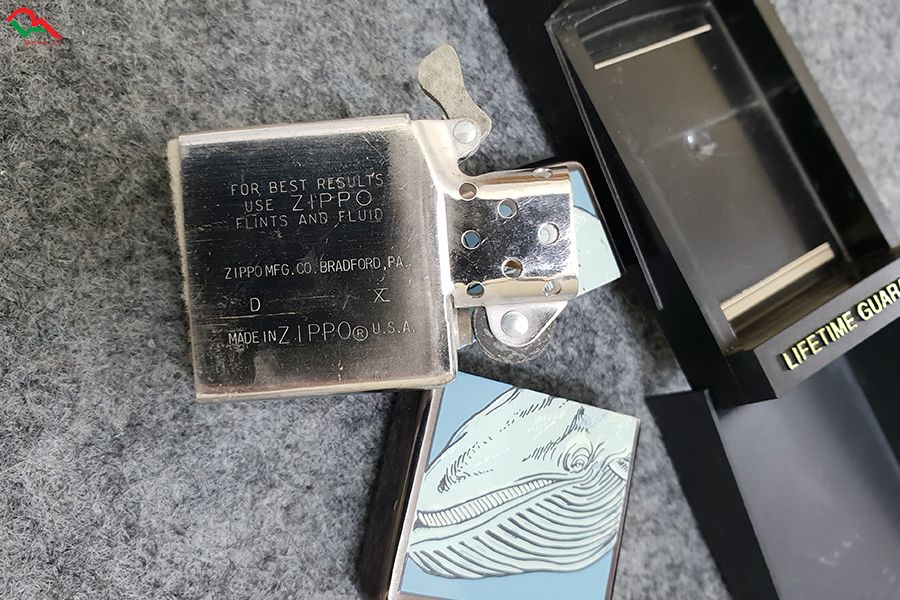 FOR BEST RESULTS
USE ZIPPO
FLINTS AND FLUID
ZIPPO MFG. CO. BRADFORD, PA.
D X
MADE IN ZIPPO ® U.S.A.
LIFETIME GUAR